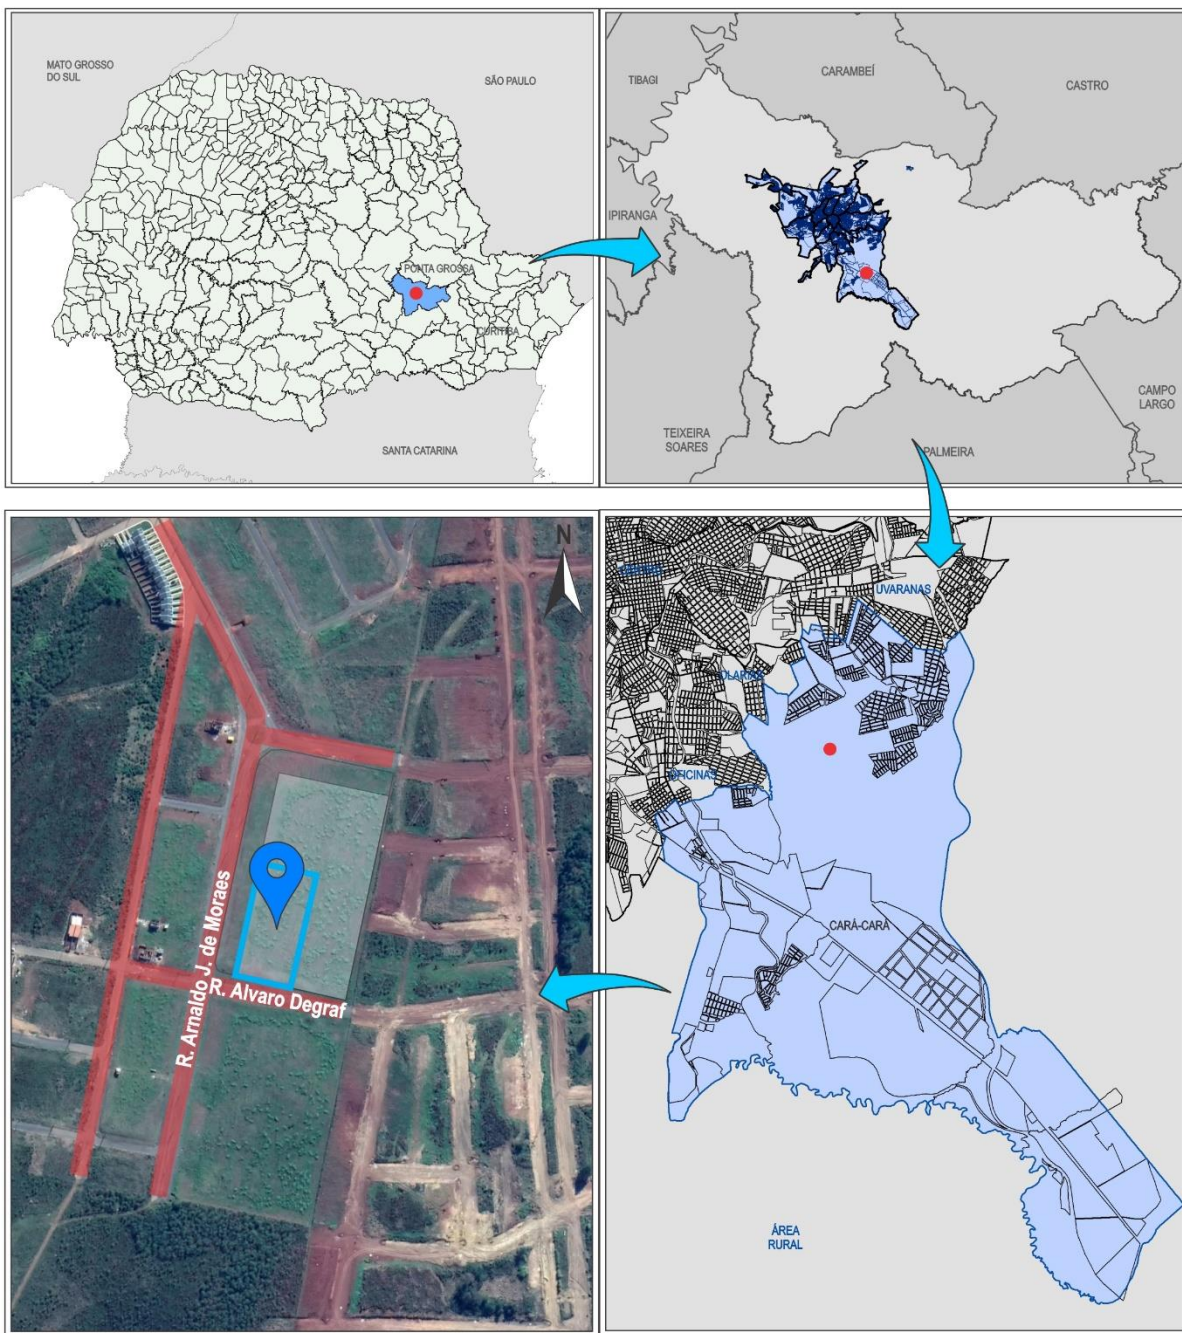 MATO GROSSO
DO SUL
SÃO PAULO
PONTA GROSSA
CURITIBA
SANTA CATARINA
TIBAGI
CARAMBEÍ
CASTRO
IPIRANGA
CAMPO
LARGO
TEIXEIRA
SOARES
PALMEIRA
N
R. Arnaldo J. de Moraes
R. Alvaro Degraf
UVARANAS
OLARIAS
OFICINAS
CARÁ-CARÁ
ÁREA
RURAL